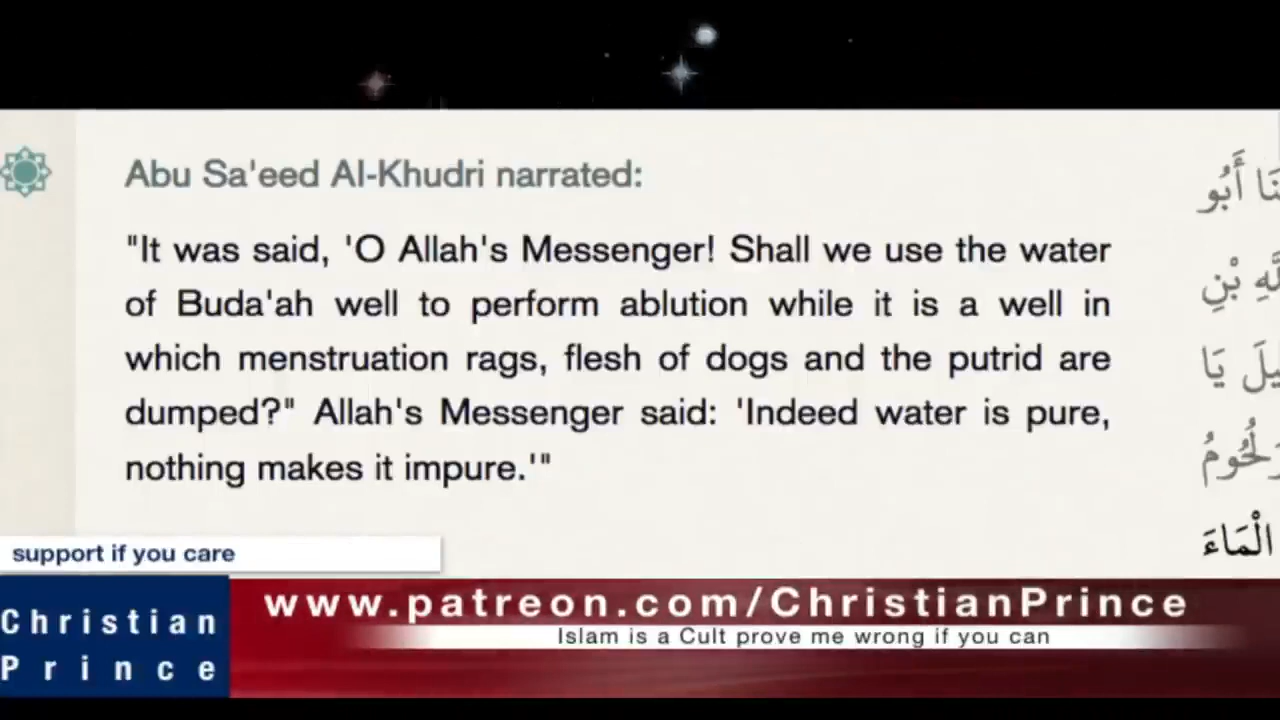 Abu Sa'eed Al-Khudri narrated:
"It was said, 'O Allah's Messenger! Shall we use the water
of Buda'ah well to perform ablution while it is a well in
which menstruation rags, flesh of dogs and the putrid are
dumped?" Allah's Messenger said: 'Indeed water is pure,
nothing makes it impure.'"
أَبُو
بْنِ
يَا
الْمَاءَ
support if you care
Christian
Prince
www.patreon.com/ChristianPrince
Islam is a Cult prove me wrong if you can